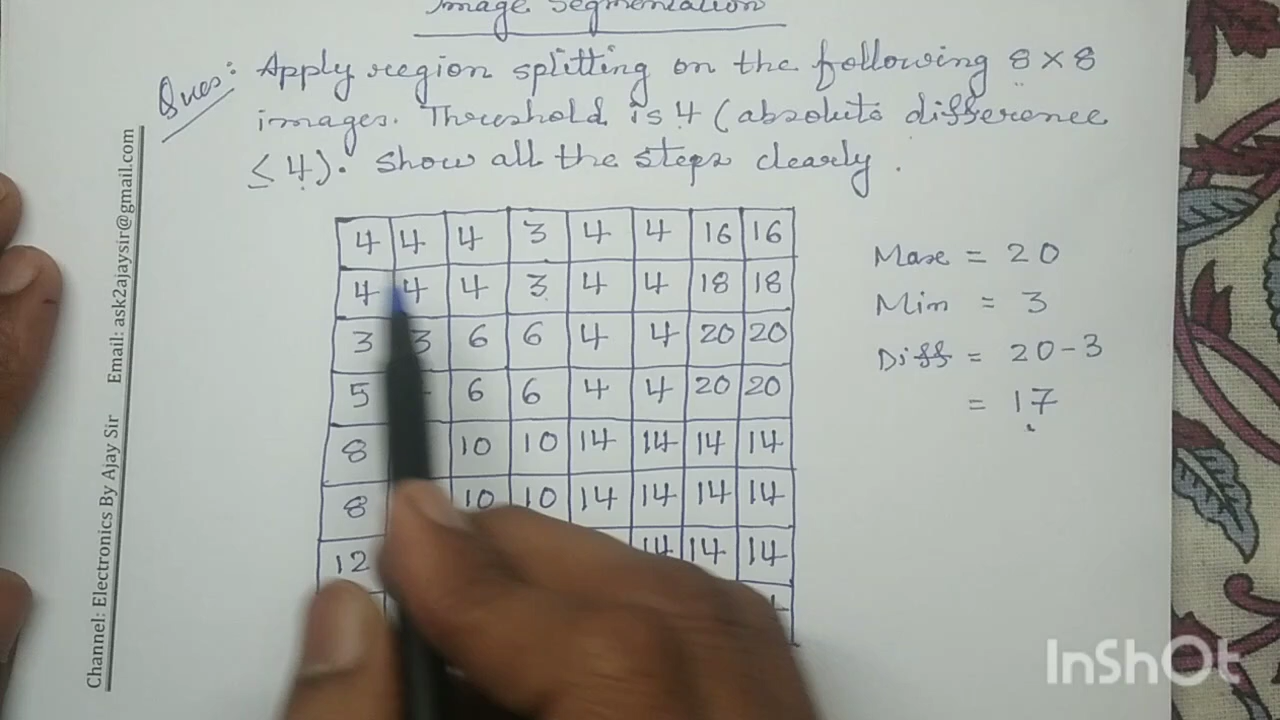 Image Segmentation
Ques: Apply region splitting on the following 8 × 8
images. Threshold is 4 (absolute difference
≤ 4). Show all the steps clearly.
4 4 4 3 4 4 16 16
4 4 4 3 4 4 18 18
3 3 6 6 4 4 20 20
5 6 6 4 4 20 20
8 10 10 14 14 14 14
8 10 10 14 14 14 14
12 14 14 14
Max = 20
Min = 3
Diff = 20-3
= 17
Channel: Electronics By Ajay Sir Email: ask2ajaysir@gmail.com
InShOt